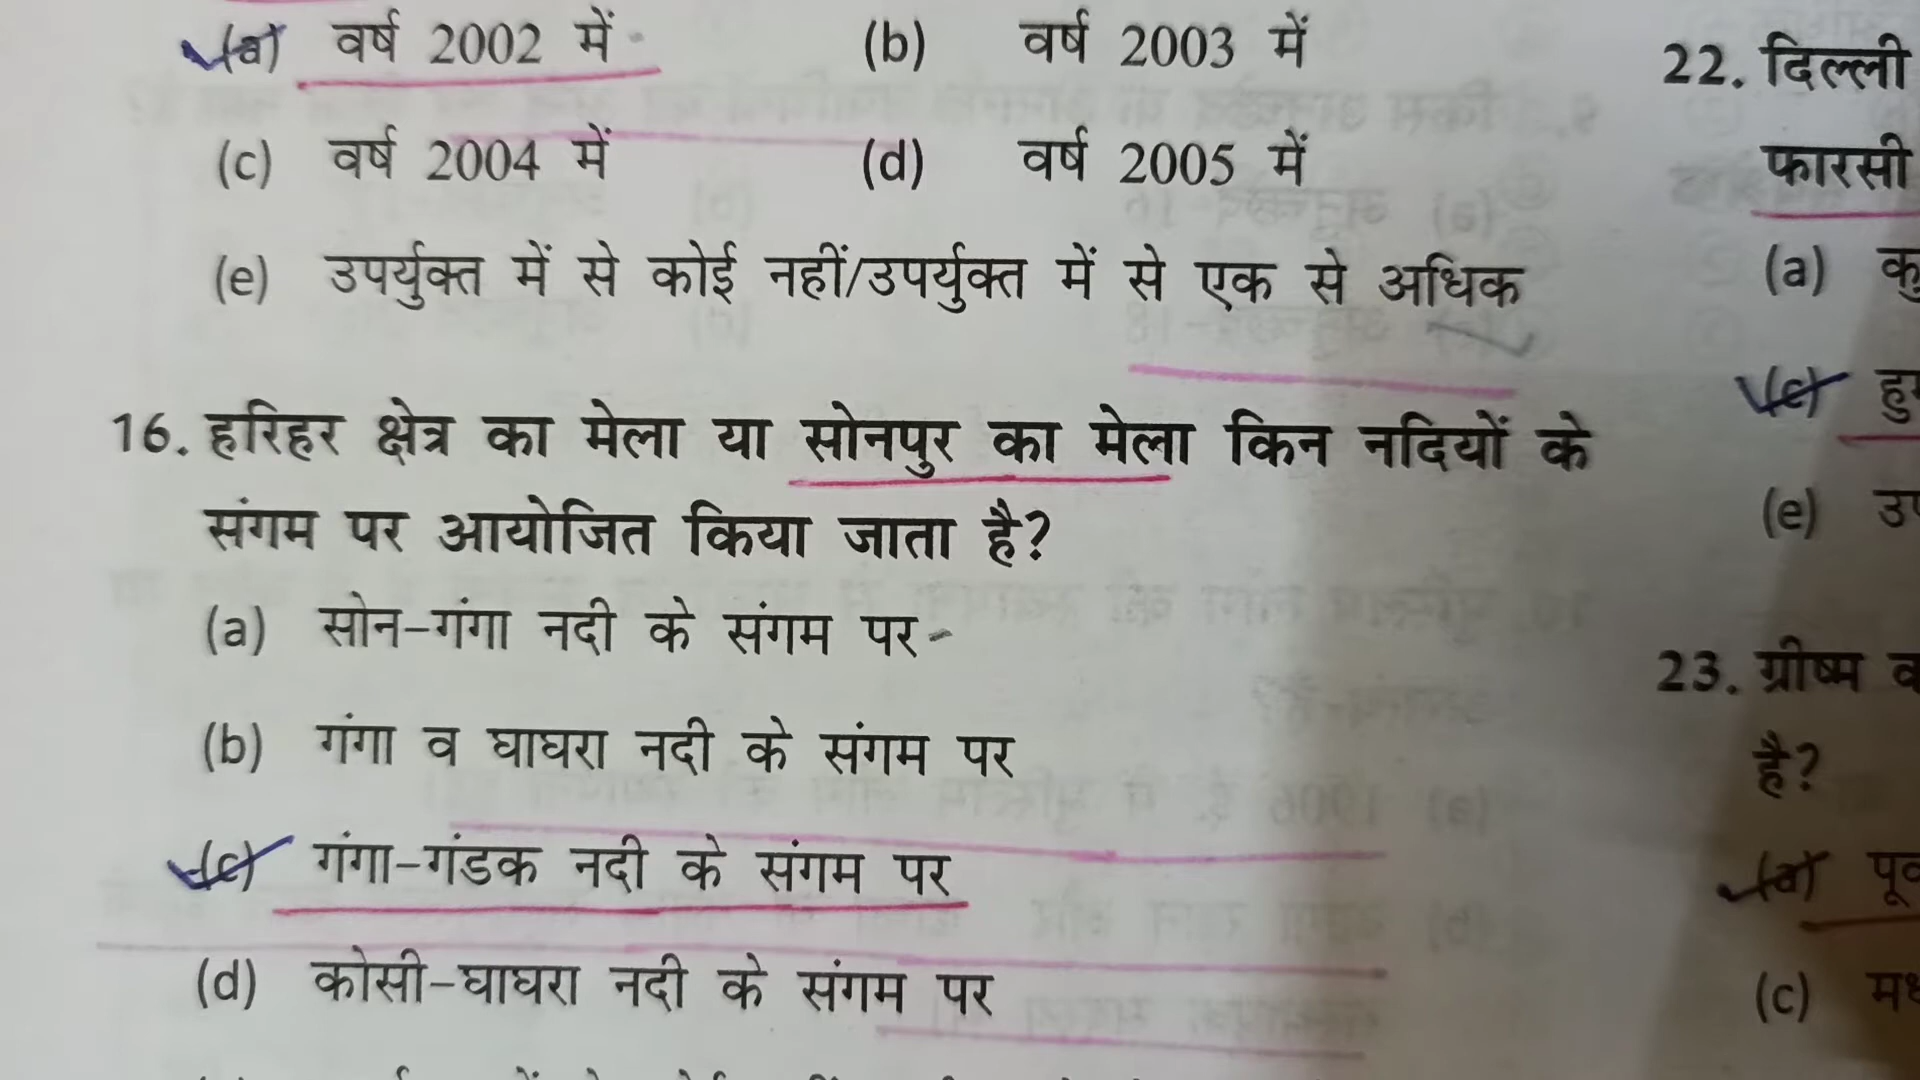 (a) वर्ष 2002 में (b) वर्ष 2003 में
(c) वर्ष 2004 में (d) वर्ष 2005 में
(e) उपर्युक्त में से कोई नहीं/उपर्युक्त में से एक से अधिक
16. हरिहर क्षेत्र का मेला या सोनपुर का मेला किन नदियों के
संगम पर आयोजित किया जाता है?
(a) सोन-गंगा नदी के संगम पर
(b) गंगा व घाघरा नदी के संगम पर
(c) गंगा-गंडक नदी के संगम पर
(d) कोसी-घाघरा नदी के संगम पर
22. दिल्ली
फारसी
(a)
(c)
(e)
23. ग्रीष्म
है?
(a)
(c)